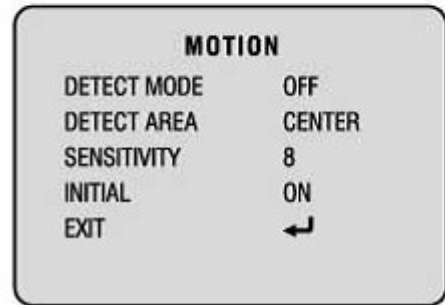 MOTION
DETECT MODE OFF
DETECT AREA CENTER
SENSITIVITY 8
INITIAL ON
EXIT ↵